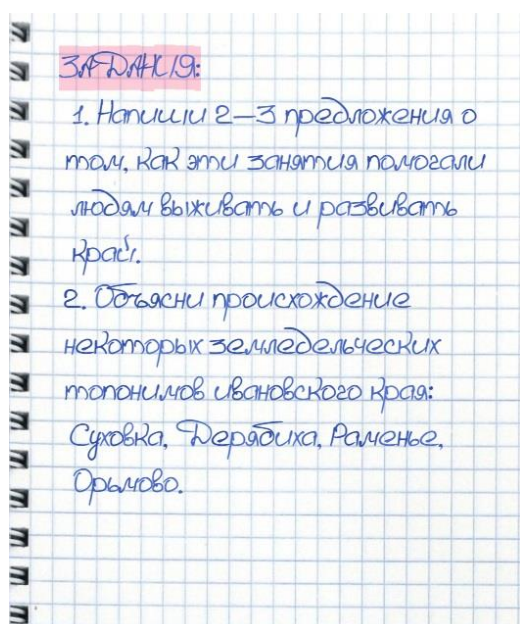 ЗАДАНИЯ:
1. Напиши 2–3 предложения о
том, как эти занятия помогали
людям выживать и развивать
край.
2. Объясни происхождение
некоторых земледельческих
топонимов ивановского края:
Суховка, Дерябиха, Раменье,
Орьмово.